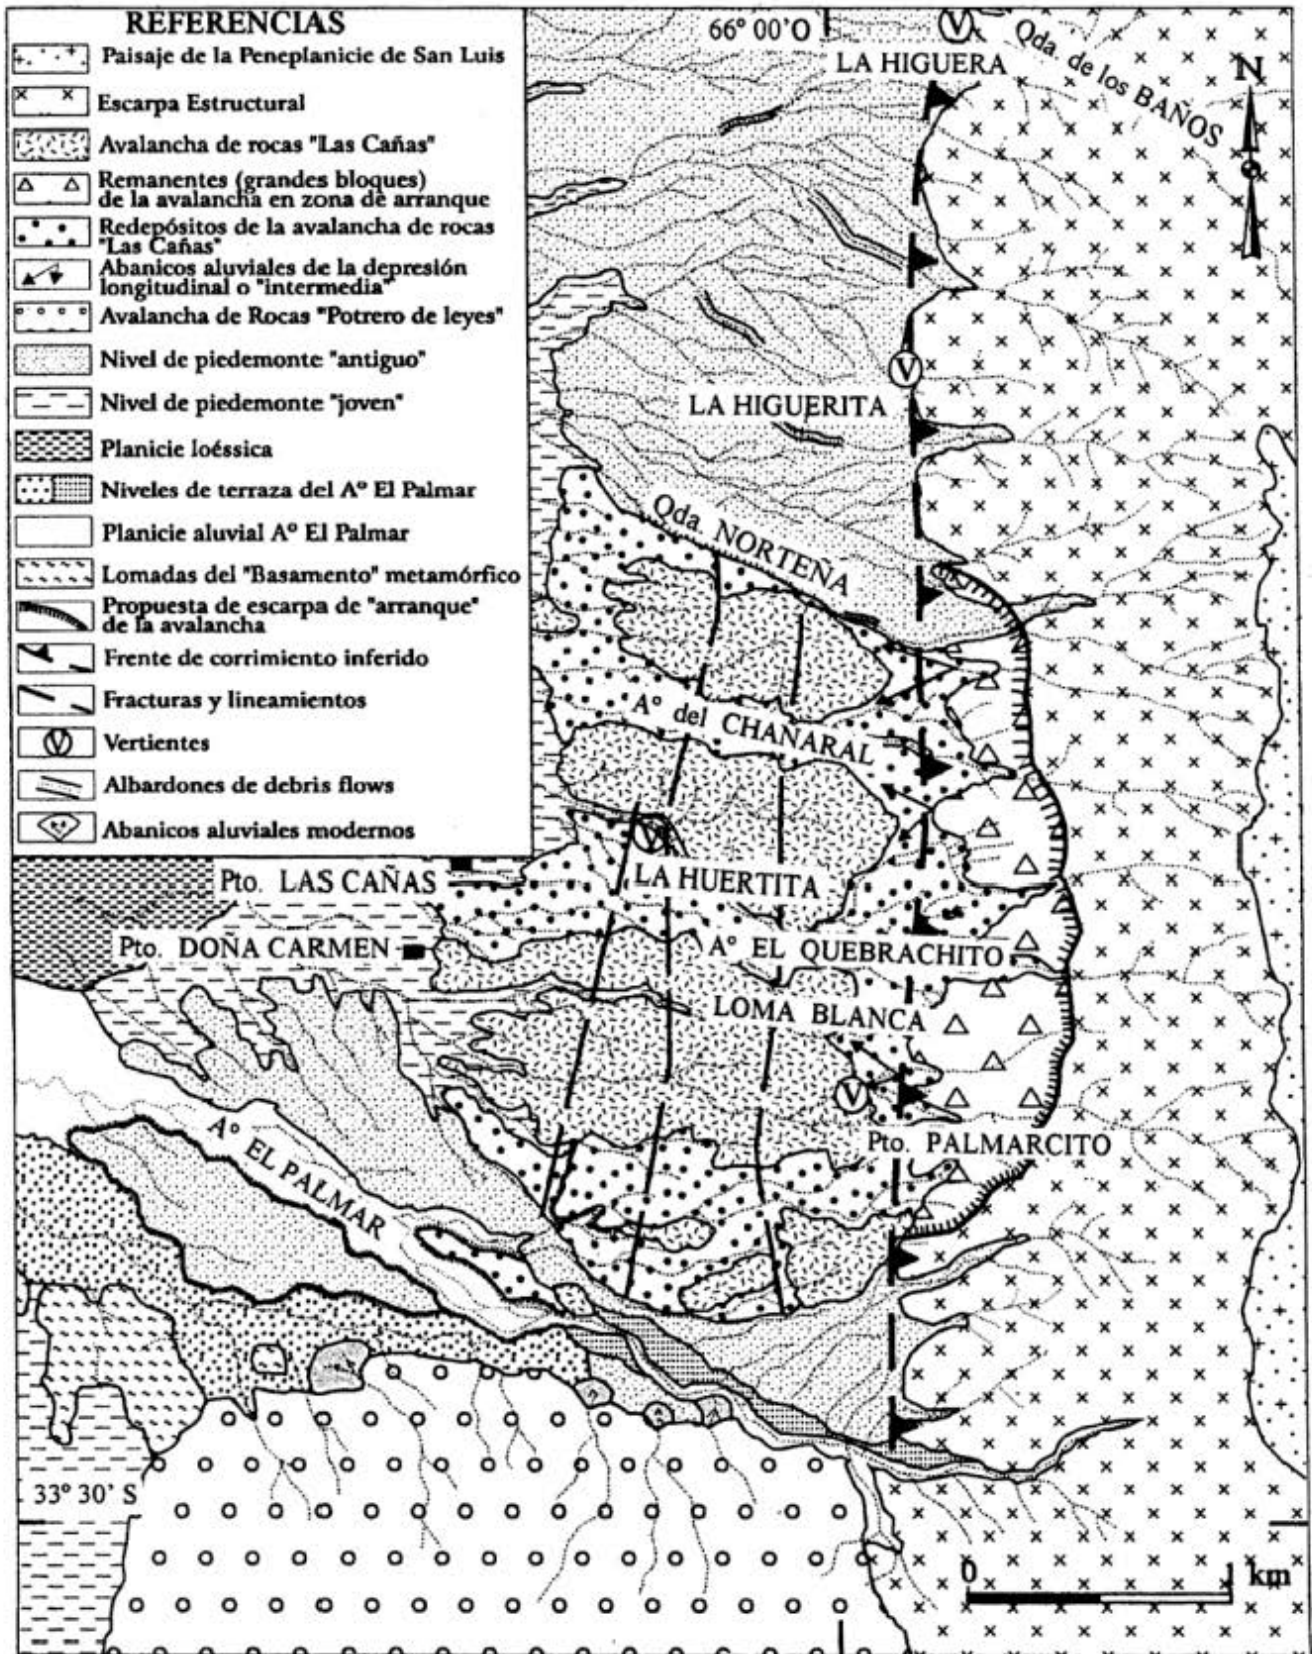 REFERENCIAS
Paisaje de la Peneplanicie de San Luis
Escarpa Estructural
Avalancha de rocas "Las Cañas"
Remanentes (grandes bloques)
de la avalancha en zona de arranque
Redepósitos de la avalancha de rocas
"Las Cañas"
Abanicos aluviales de la depresión
longitudinal o "intermedia"
Avalancha de Rocas "Potrero de leyes"
Nivel de piedemonte "antiguo"
Nivel de piedemonte "joven"
Planicie loéssica
Niveles de terraza del Aº El Palmar
Planicie aluvial Aº El Palmar
Lomadas del "Basamento" metamórfico
Propuesta de escarpa de "arranque"
de la avalancha
Frente de corrimiento inferido
Fracturas y lineamientos
V Vertientes
Albardones de debris flows
Abanicos aluviales modernos
66º 00'O
V
LA HIGUERA
Qda. de los BAÑOS
N
V
LA HIGUERITA
Qda. NORTEÑA
Aº del CHAÑARAL
V
LA HUERTITA
Pto. LAS CAÑAS
Pto. DOÑA CARMEN
Aº EL QUEBRACHITO
LOMA BLANCA
V
Pto. PALMARCITO
Aº EL PALMAR
33º 30' S
0 1 km